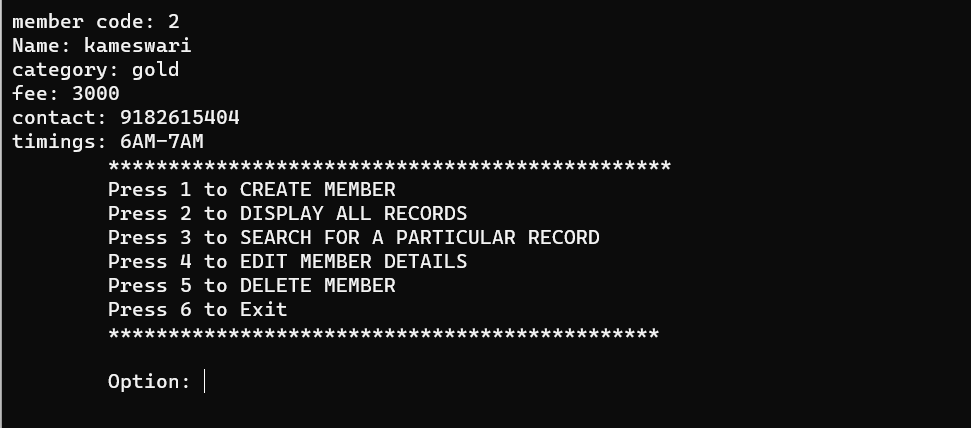 member code: 2
Name: kameswari
category: gold
fee: 3000
contact: 9182615404
timings: 6AM-7AM
***********************************************
Press 1 to CREATE MEMBER
Press 2 to DISPLAY ALL RECORDS
Press 3 to SEARCH FOR A PARTICULAR RECORD
Press 4 to EDIT MEMBER DETAILS
Press 5 to DELETE MEMBER
Press 6 to Exit
**********************************************
Option: